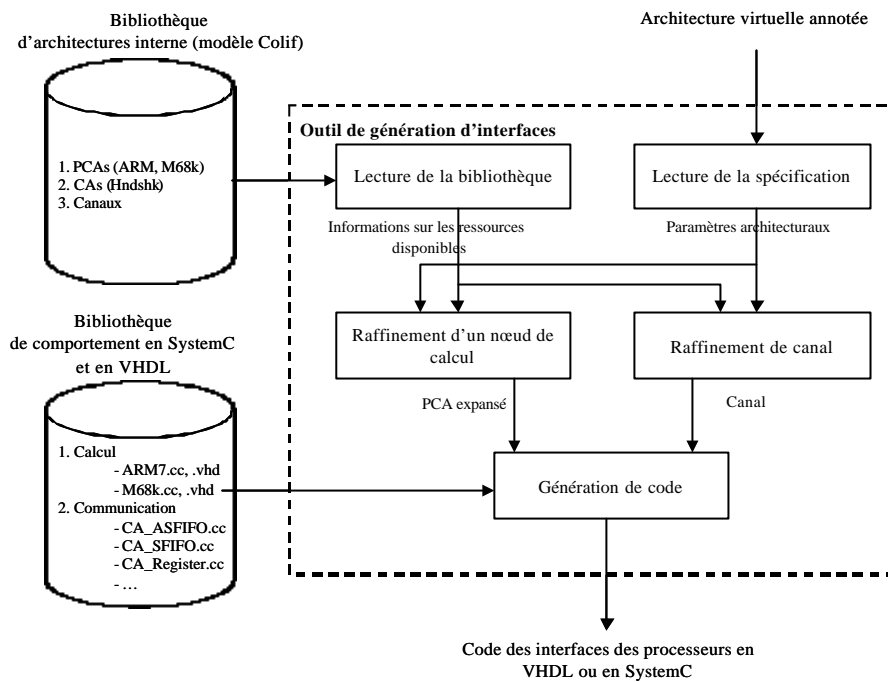 Bibliothèque
d'architectures interne (modèle Colif)
Architecture virtuelle annotée
Outil de génération d'interfaces
1. PCAs (ARM, M68k)
2. CAs (Hndshk)
3. Canaux
Lecture de la bibliothèque
Lecture de la spécification
Informations sur les ressources
disponibles
Paramètres architecturaux
Bibliothèque
de comportement en SystemC
et en VHDL
Raffinement d'un nœud de
calcul
Raffinement de canal
PCA expansé
Canal
1. Calcul
- ARM7.cc, .vhd
- M68k.cc, .vhd
2. Communication
- CA_ASFIFO.cc
- CA_SFIFO.cc
- CA_Register.cc
- …
Génération de code
Code des interfaces des processeurs en
VHDL ou en SystemC